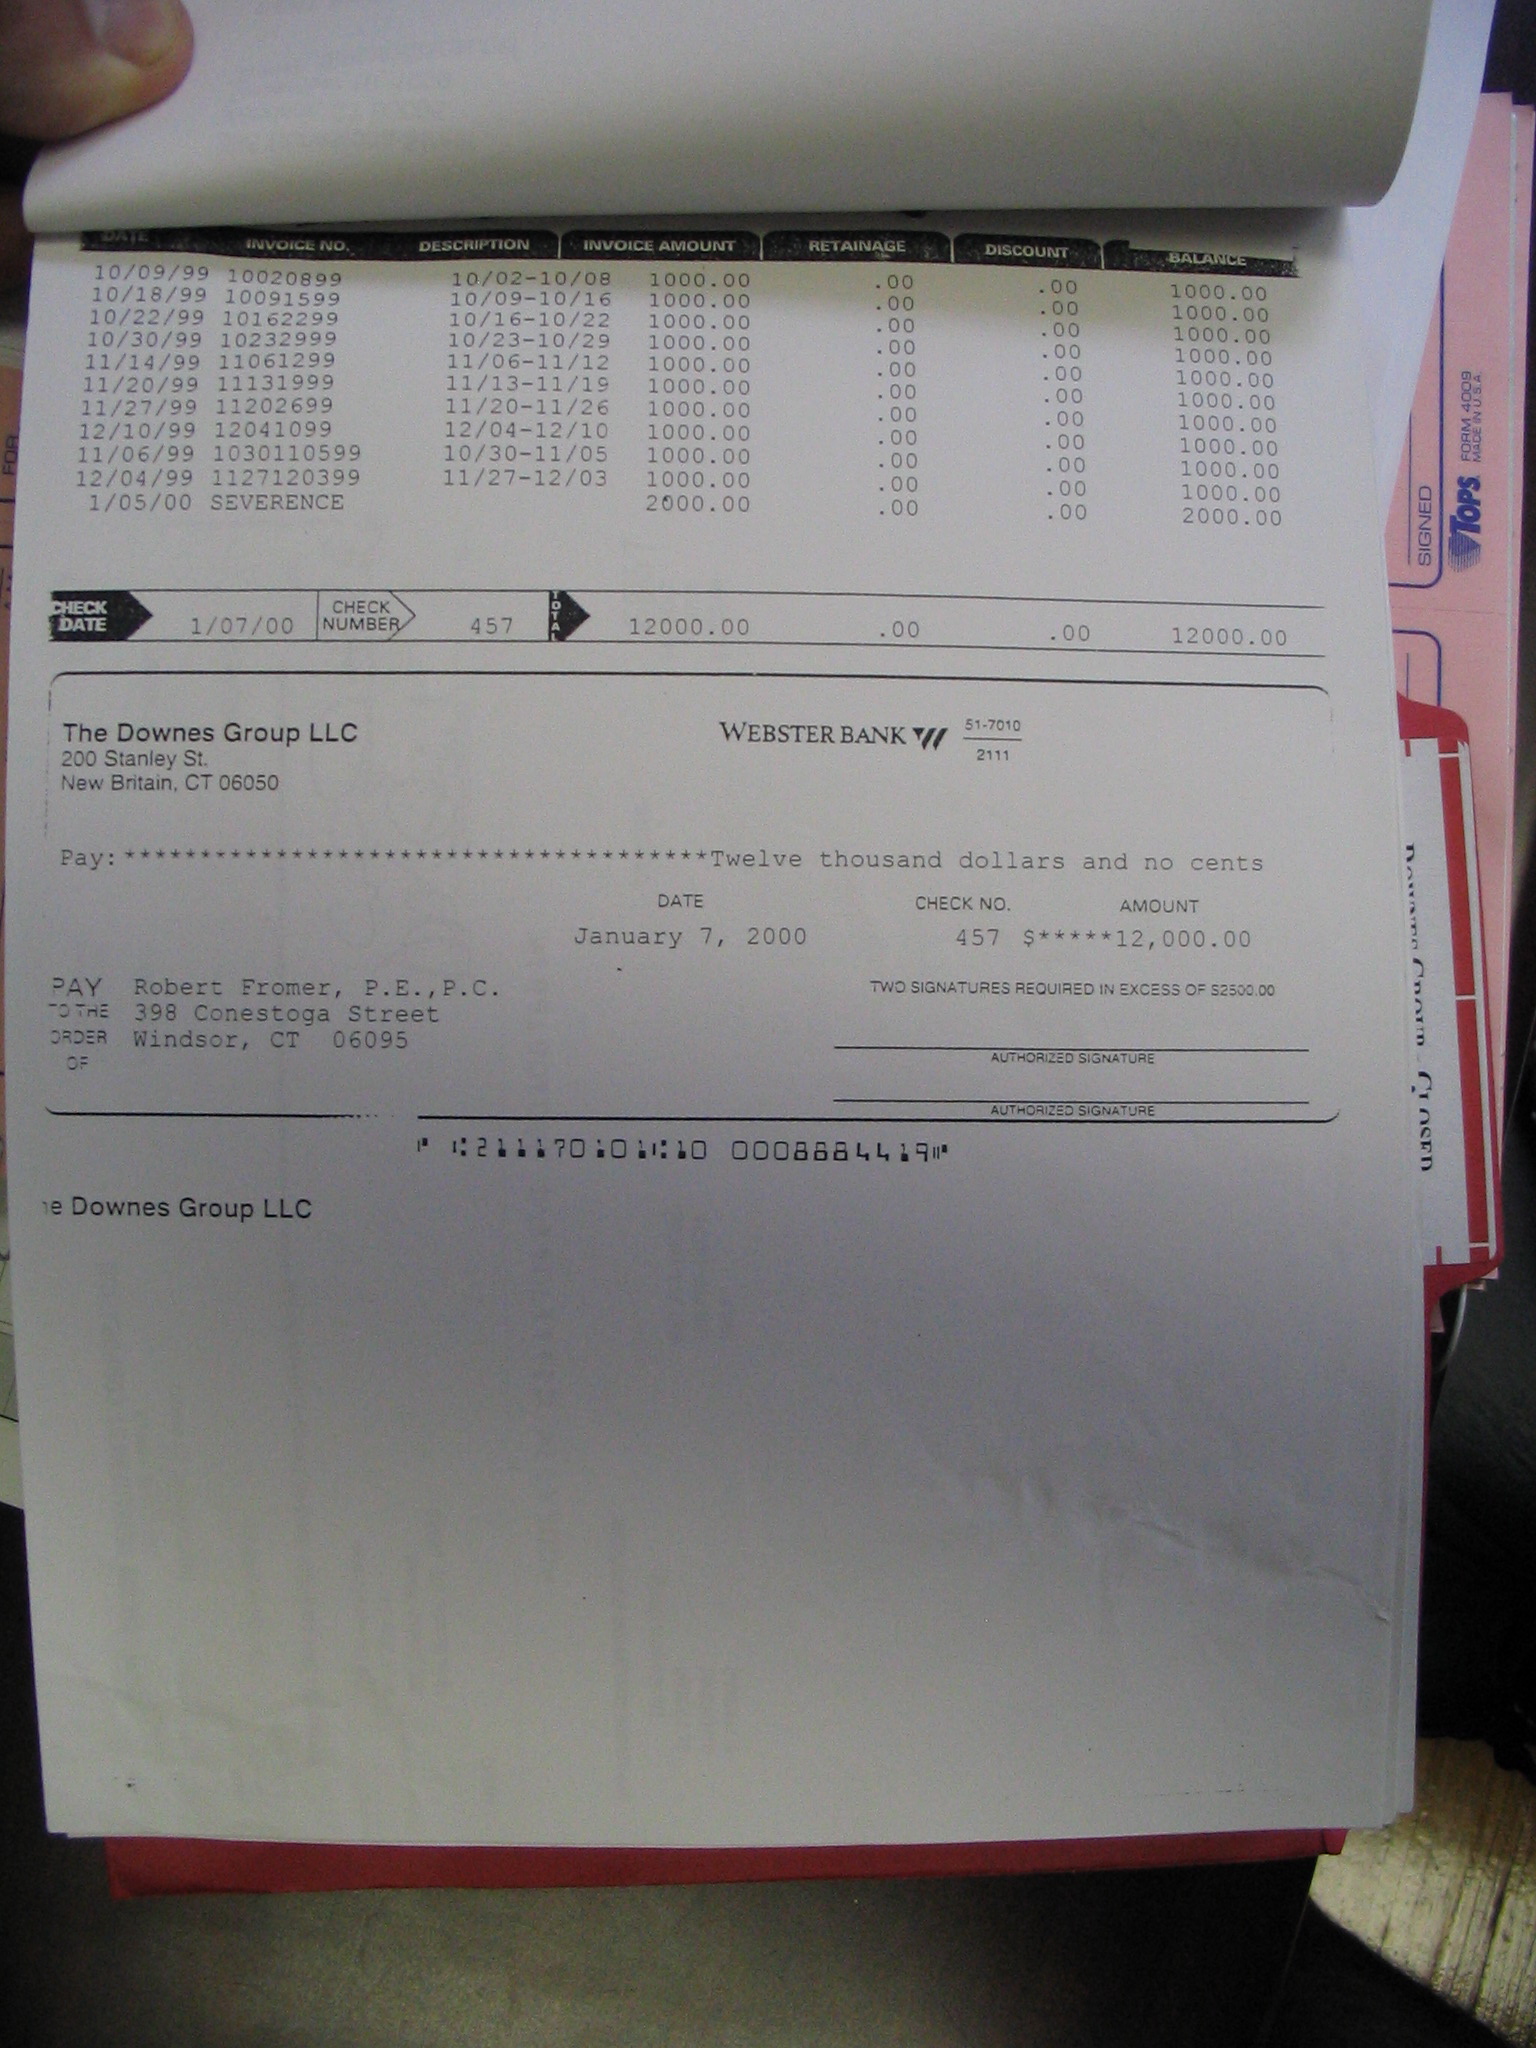 DATE INVOICE NO. DESCRIPTION INVOICE AMOUNT RETAINAGE DISCOUNT BALANCE
10/09/99 10020899 10/02-10/08 1000.00 .00 .00 1000.00
10/18/99 10091599 10/09-10/16 1000.00 .00 .00 1000.00
10/22/99 10162299 10/16-10/22 1000.00 .00 .00 1000.00
10/30/99 10232999 10/23-10/29 1000.00 .00 .00 1000.00
11/14/99 11061299 11/06-11/12 1000.00 .00 .00 1000.00
11/20/99 11131999 11/13-11/19 1000.00 .00 .00 1000.00
11/27/99 11202699 11/20-11/26 1000.00 .00 .00 1000.00
12/10/99 12041099 12/04-12/10 1000.00 .00 .00 1000.00
11/06/99 1030110599 10/30-11/05 1000.00 .00 .00 1000.00
12/04/99 1127120399 11/27-12/03 1000.00 .00 .00 1000.00
1/05/00 SEVERENCE 2000.00 .00 .00 2000.00
CHECK DATE 1/07/00 CHECK NUMBER 457 TOTAL 12000.00 .00 .00 12000.00
The Downes Group LLC
200 Stanley St.
New Britain, CT 06050
WEBSTER BANK
51-7010
2111
Pay:**************************************Twelve thousand dollars and no cents
DATE CHECK NO. AMOUNT
January 7, 2000 457 $*****12,000.00
PAY Robert Fromer, P.E.,P.C.
TO THE 398 Conestoga Street
ORDER Windsor, CT 06095
OF
TWO SIGNATURES REQUIRED IN EXCESS OF $2500.00
AUTHORIZED SIGNATURE
AUTHORIZED SIGNATURE
⑈ ⑆211170101⑆10 0008884419⑈
he Downes Group LLC
SIGNED
TOPS
FORM 4009
MADE IN U.S.A.
DOWNES GROUP - CLOSED
FOR